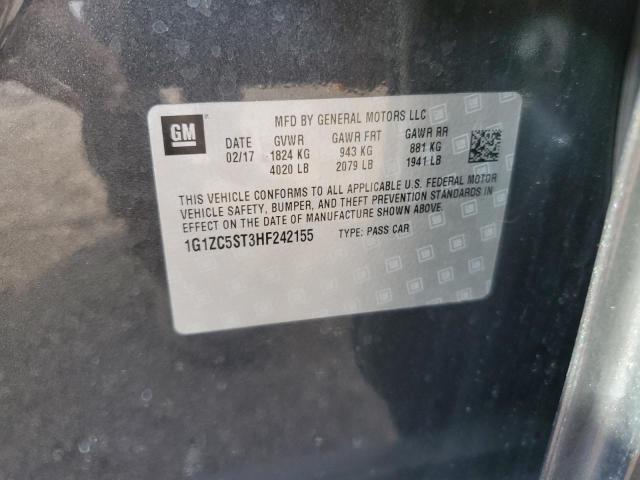 GM
MFD BY GENERAL MOTORS LLC
DATE GVWR GAWR FRT GAWR RR
02/17 1824 KG 943 KG 881 KG
4020 LB 2079 LB 1941 LB
THIS VEHICLE CONFORMS TO ALL APPLICABLE U.S. FEDERAL MOTOR
VEHICLE SAFETY, BUMPER, AND THEFT PREVENTION STANDARDS IN
EFFECT ON THE DATE OF MANUFACTURE SHOWN ABOVE.
1G1ZC5ST3HF242155 TYPE: PASS CAR